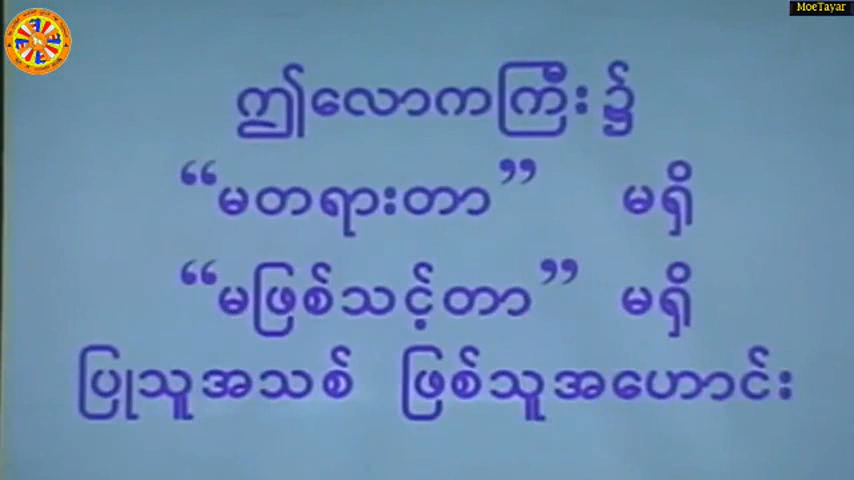 MoeTayar
ဤလောကကြီး၌
“မတရားတာ” မရှိ
“မဖြစ်သင့်တာ” မရှိ
ပြုသူအသစ် ဖြစ်သူအဟောင်း